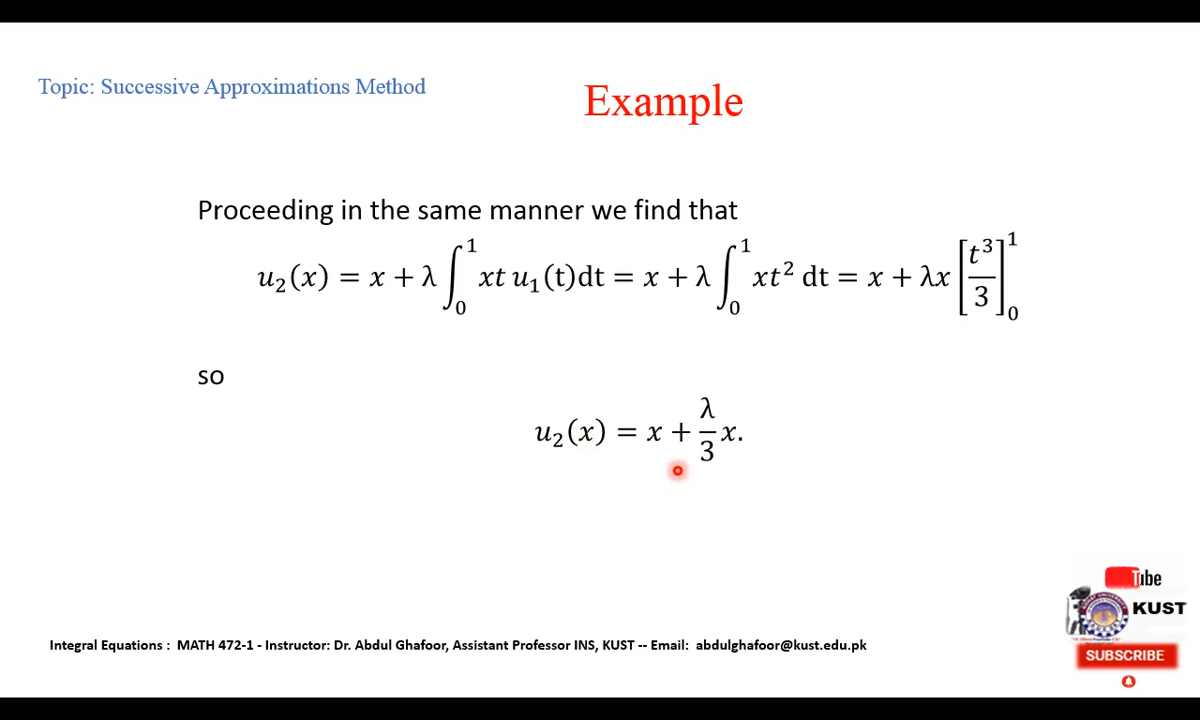 Topic: Successive Approximations Method
Example
Proceeding in the same manner we find that
u₂(x) = x + λ ∫₀¹ xt u₁(t)dt = x + λ ∫₀¹ xt² dt = x + λx [t³/3]₀¹
so
u₂(x) = x + λ/3 x.
Tube
KUST
SUBSCRIBE
Integral Equations : MATH 472-1 - Instructor: Dr. Abdul Ghafoor, Assistant Professor INS, KUST -- Email: abdulghafoor@kust.edu.pk